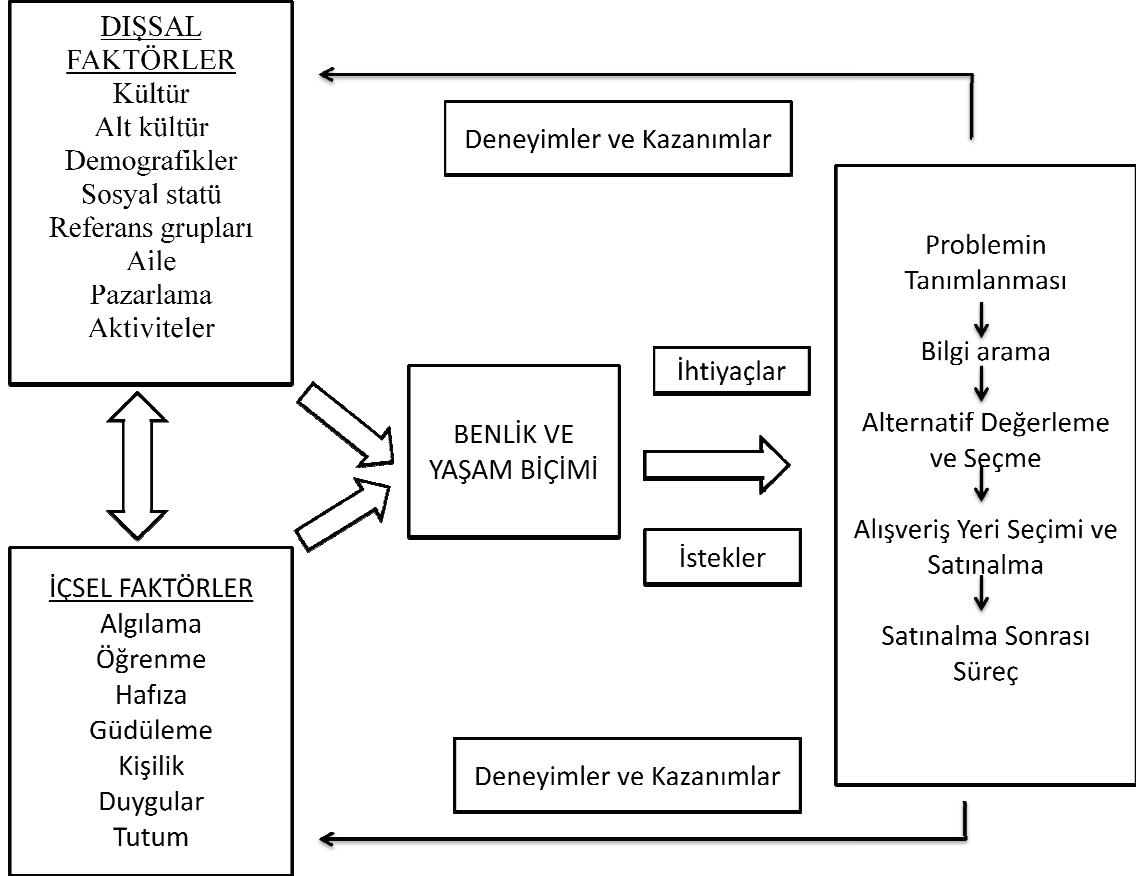 DIŞSAL
FAKTÖRLER
Kültür
Alt kültür
Demografikler
Sosyal statü
Referans grupları
Aile
Pazarlama
Aktiviteler
İÇSEL FAKTÖRLER
Algılama
Öğrenme
Hafıza
Güdüleme
Kişilik
Duygular
Tutum
BENLİK VE
YAŞAM BİÇİMİ
Deneyimler ve Kazanımlar
İhtiyaçlar
İstekler
Deneyimler ve Kazanımlar
Problemin
Tanımlanması
Bilgi arama
Alternatif Değerleme
ve Seçme
Alışveriş Yeri Seçimi ve
Satınalma
Satınalma Sonrası
Süreç